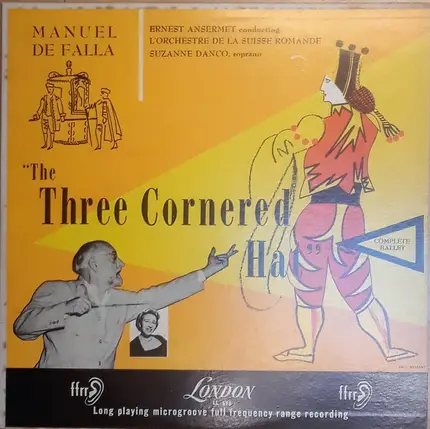 MANUEL
DE FALLA
ERNEST ANSERMET conducting
L'ORCHESTRE DE LA SUISSE ROMANDE
SUZANNE DANCO, soprano
"The
Three Cornered
Hat"
COMPLETE
BALLET
ffrr
LONDON
ffrr
Long playing microgroove full frequency range recording